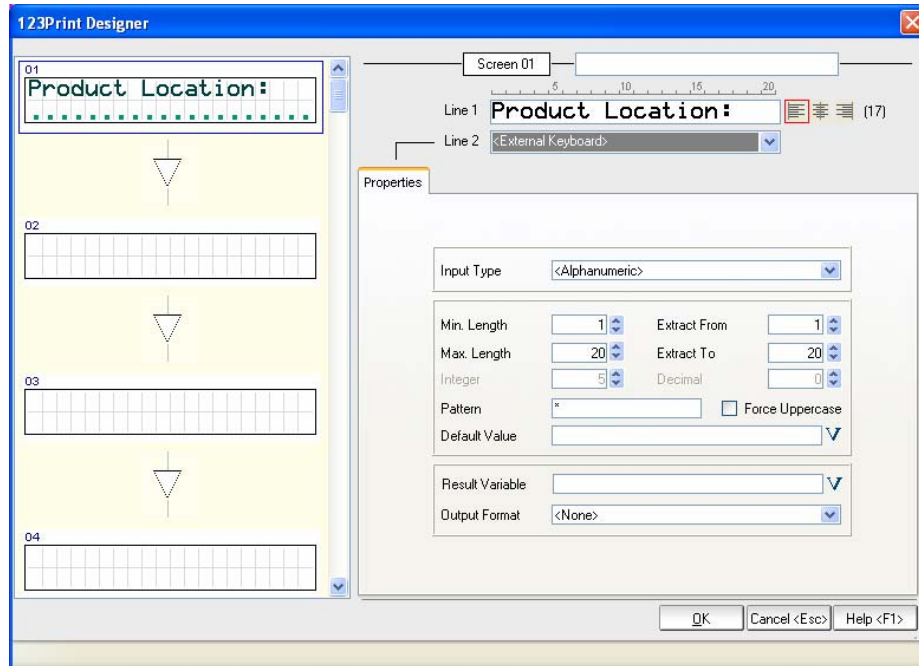 123Print Designer
01
Product Location:
....................
02
03
04
Screen 01
5 10 15 20
Line 1 Product Location: (17)
Line 2 <External Keyboard>
Properties
Input Type <Alphanumeric>
Min. Length 1 Extract From 1
Max. Length 20 Extract To 20
Integer 5 Decimal 0
Pattern * Force Uppercase
Default Value V
Result Variable V
Output Format <None>
OK Cancel <Esc> Help <F1>